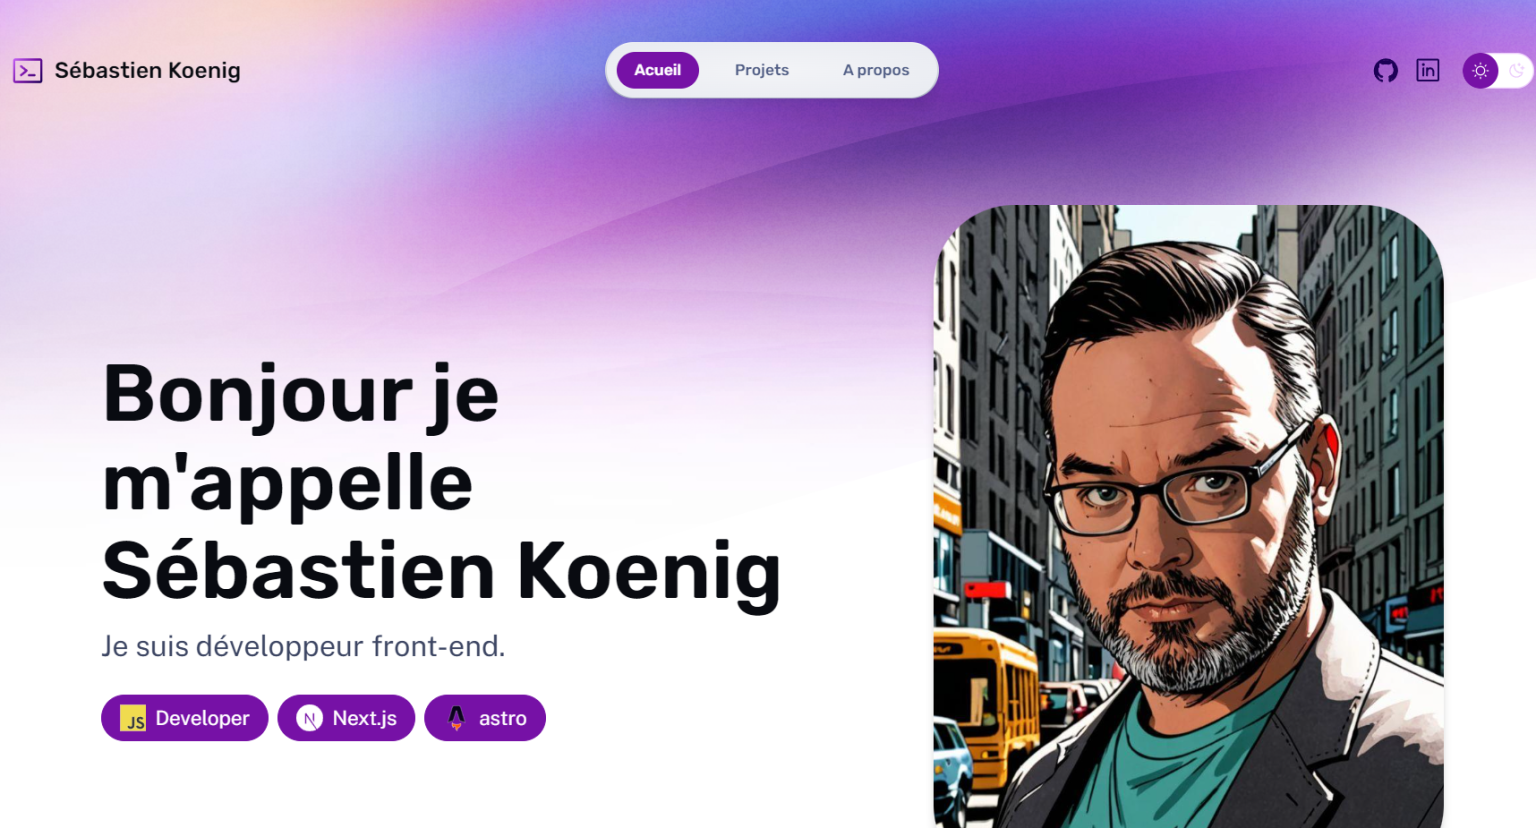 Sébastien Koenig
Acueil
Projets
A propos
in
Bonjour je
m'appelle
Sébastien Koenig
Je suis développeur front-end.
JS
Developer
N
Next.js
astro